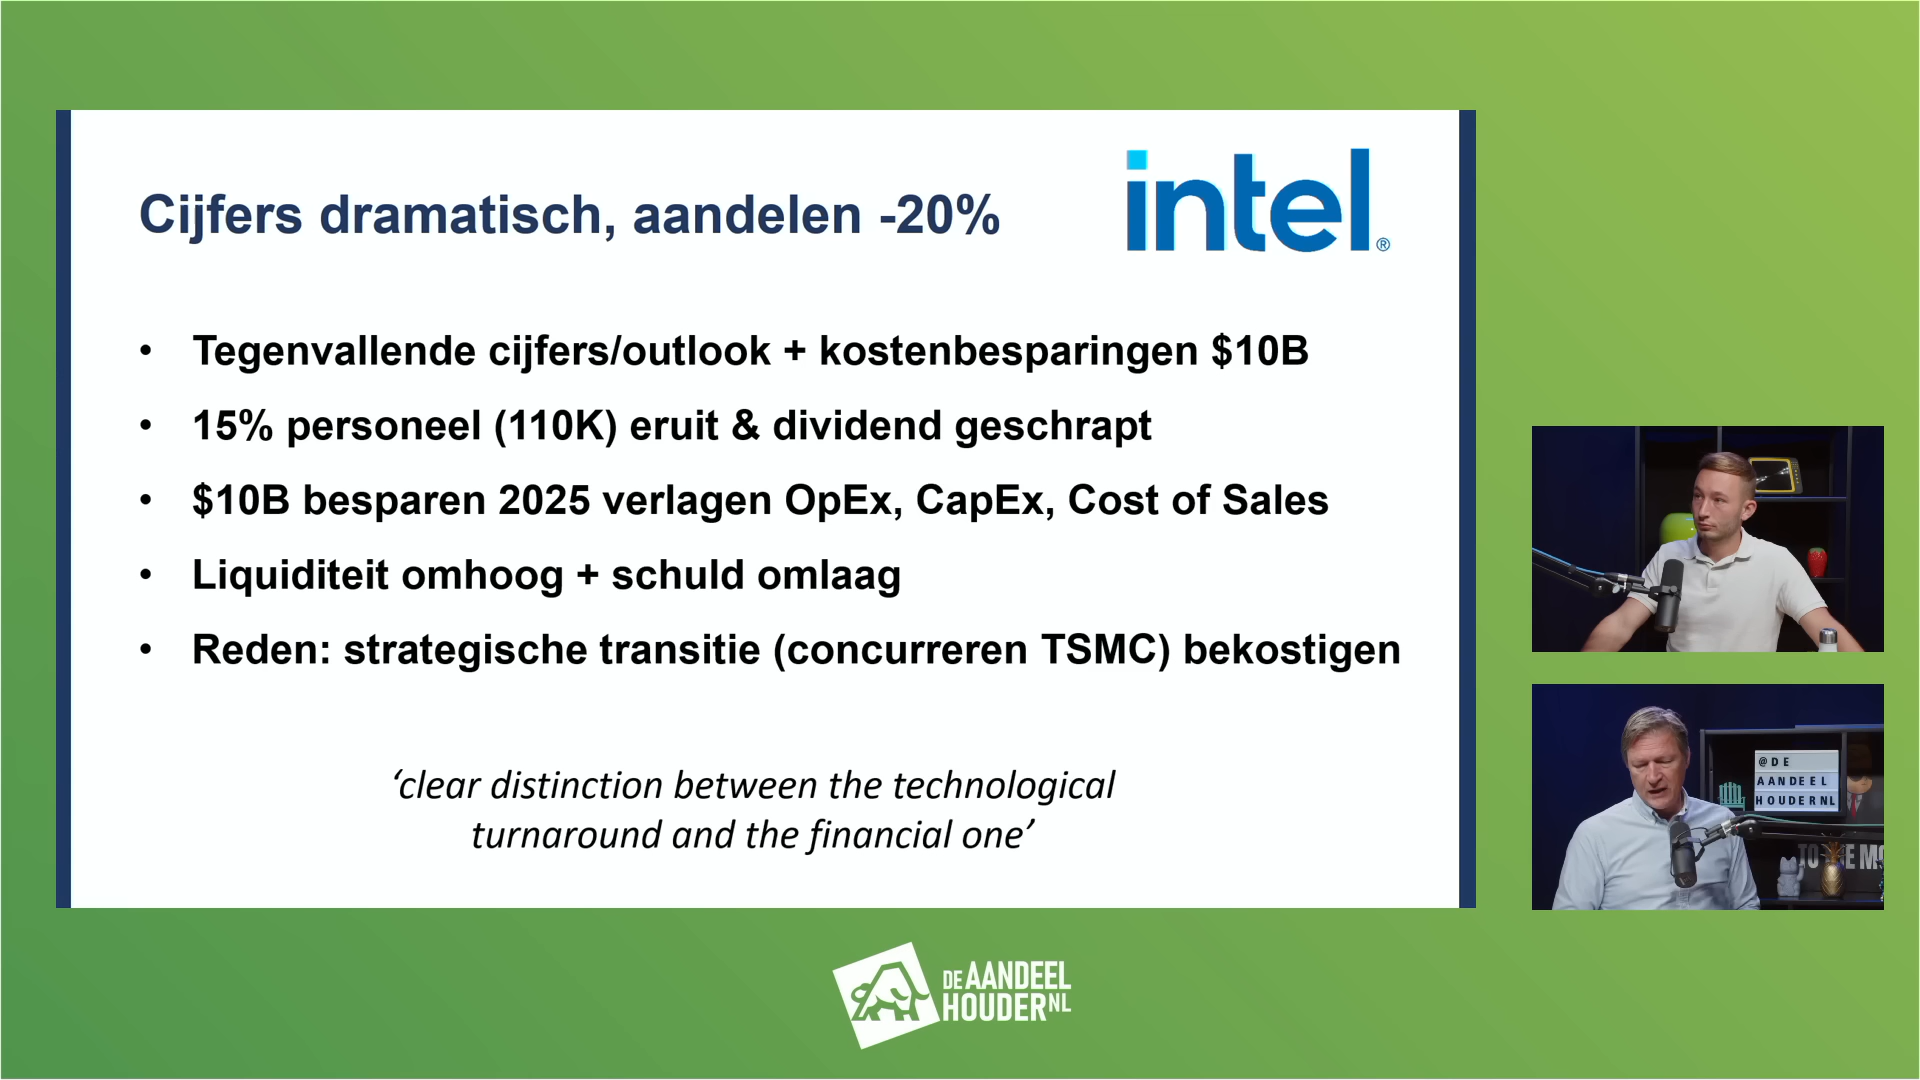 intel®
Cijfers dramatisch, aandelen -20%
• Tegenvallende cijfers/outlook + kostenbesparingen $10B
• 15% personeel (110K) eruit & dividend geschrapt
• $10B besparen 2025 verlagen OpEx, CapEx, Cost of Sales
• Liquiditeit omhoog + schuld omlaag
• Reden: strategische transitie (concurreren TSMC) bekostigen
‘clear distinction between the technological
turnaround and the financial one’
@DE
AANDEEL
HOUDERNL
TO
DE AANDEEL
HOUDER NL